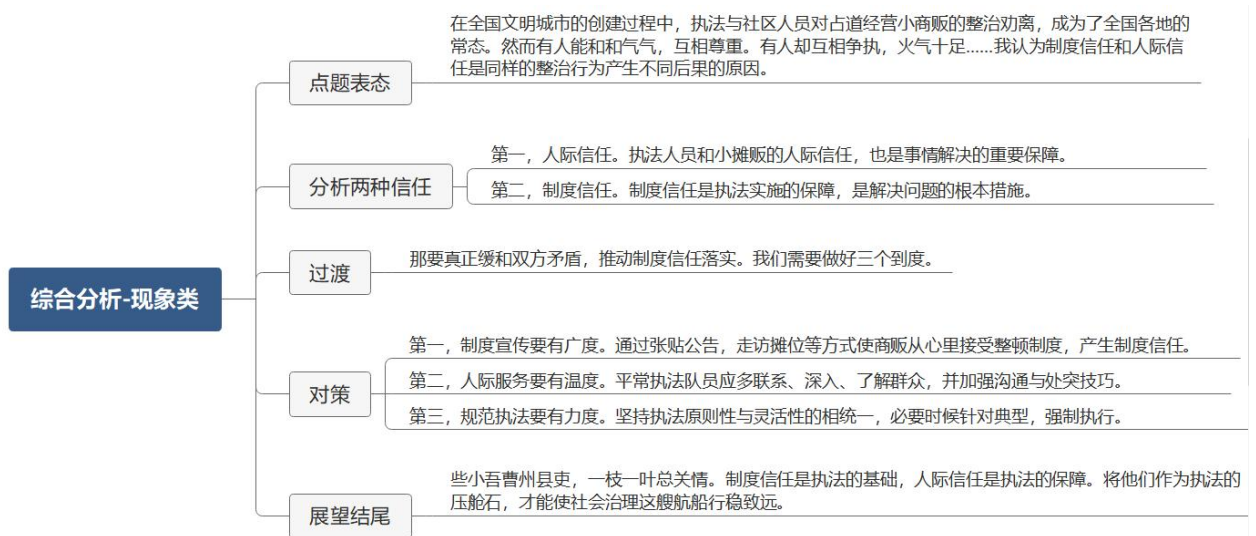 综合分析-现象类
点题表态
在全国文明城市的创建过程中，执法与社区人员对占道经营小商贩的整治劝离，成为了全国各地的
常态。然而有人能和和气气，互相尊重。有人却互相争执，火气十足......我认为制度信任和人际信
任是同样的整治行为产生不同后果的原因。
分析两种信任
第一，人际信任。执法人员和小摊贩的人际信任，也是事情解决的重要保障。
第二，制度信任。制度信任是执法实施的保障，是解决问题的根本措施。
过渡
那要真正缓和双方矛盾，推动制度信任落实。我们需要做好三个到度。
对策
第一，制度宣传要有广度。通过张贴公告，走访摊位等方式使商贩从心里接受整顿制度，产生制度信任。
第二，人际服务要有温度。平常执法队员应多联系、深入、了解群众，并加强沟通与处突技巧。
第三，规范执法要有力度。坚持执法原则性与灵活性的相统一，必要时候针对典型，强制执行。
展望结尾
些小吾曹州县吏，一枝一叶总关情。制度信任是执法的基础，人际信任是执法的保障。将他们作为执法的
压舱石，才能使社会治理这艘航船行稳致远。